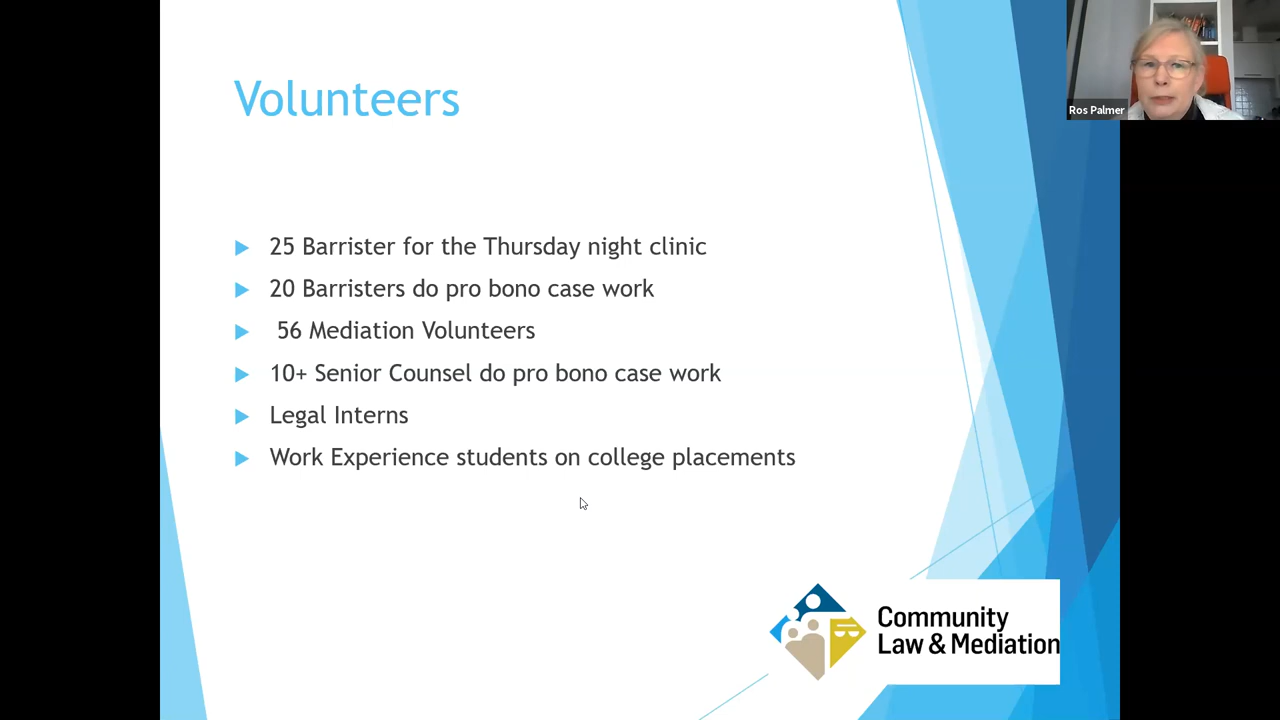 Volunteers
Ros Palmer
25 Barrister for the Thursday night clinic
20 Barristers do pro bono case work
56 Mediation Volunteers
10+ Senior Counsel do pro bono case work
Legal Interns
Work Experience students on college placements
Community
Law & Mediation